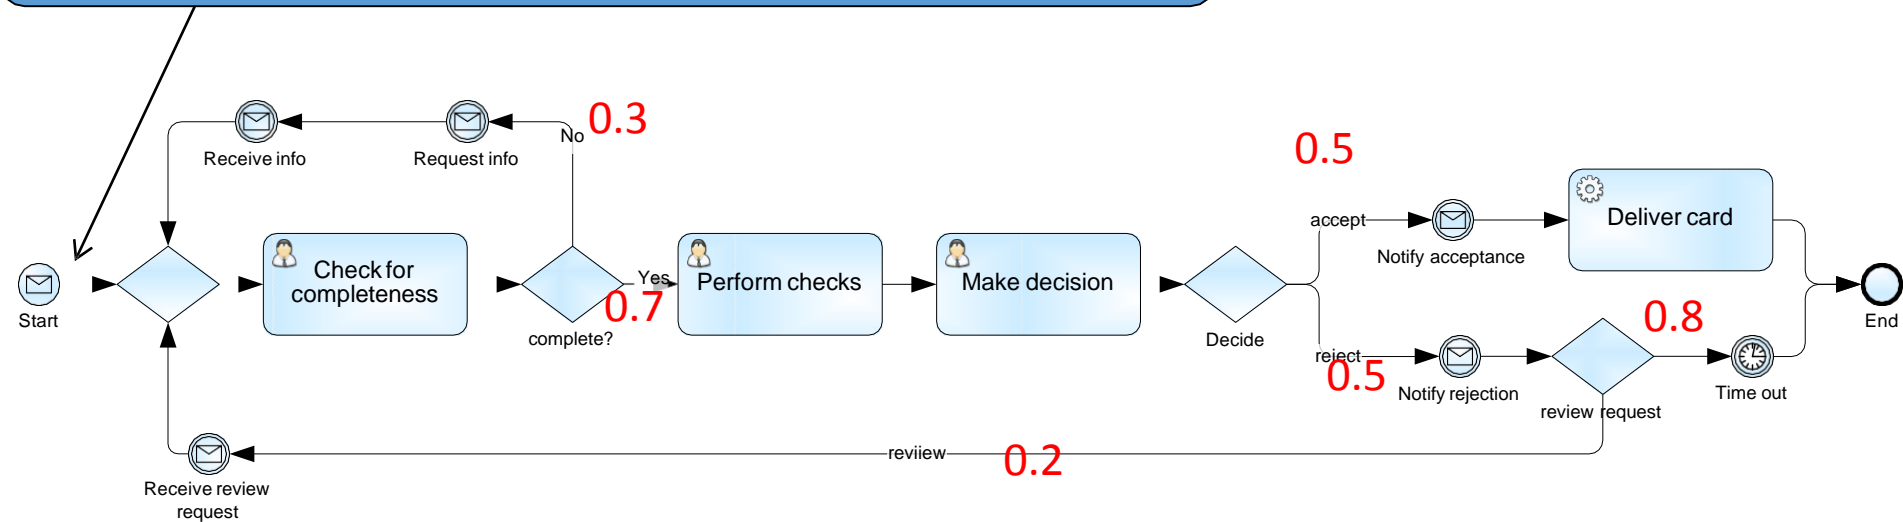 No
0.3
Receive info
Request info
0.5
accept
Notify acceptance
Deliver card
Start
Check for
completeness
Yes
0.7
complete?
Perform checks
Make decision
Decide
reject
0.5
Notify rejection
0.8
review request
Time out
End
reviiew
0.2
Receive review
request